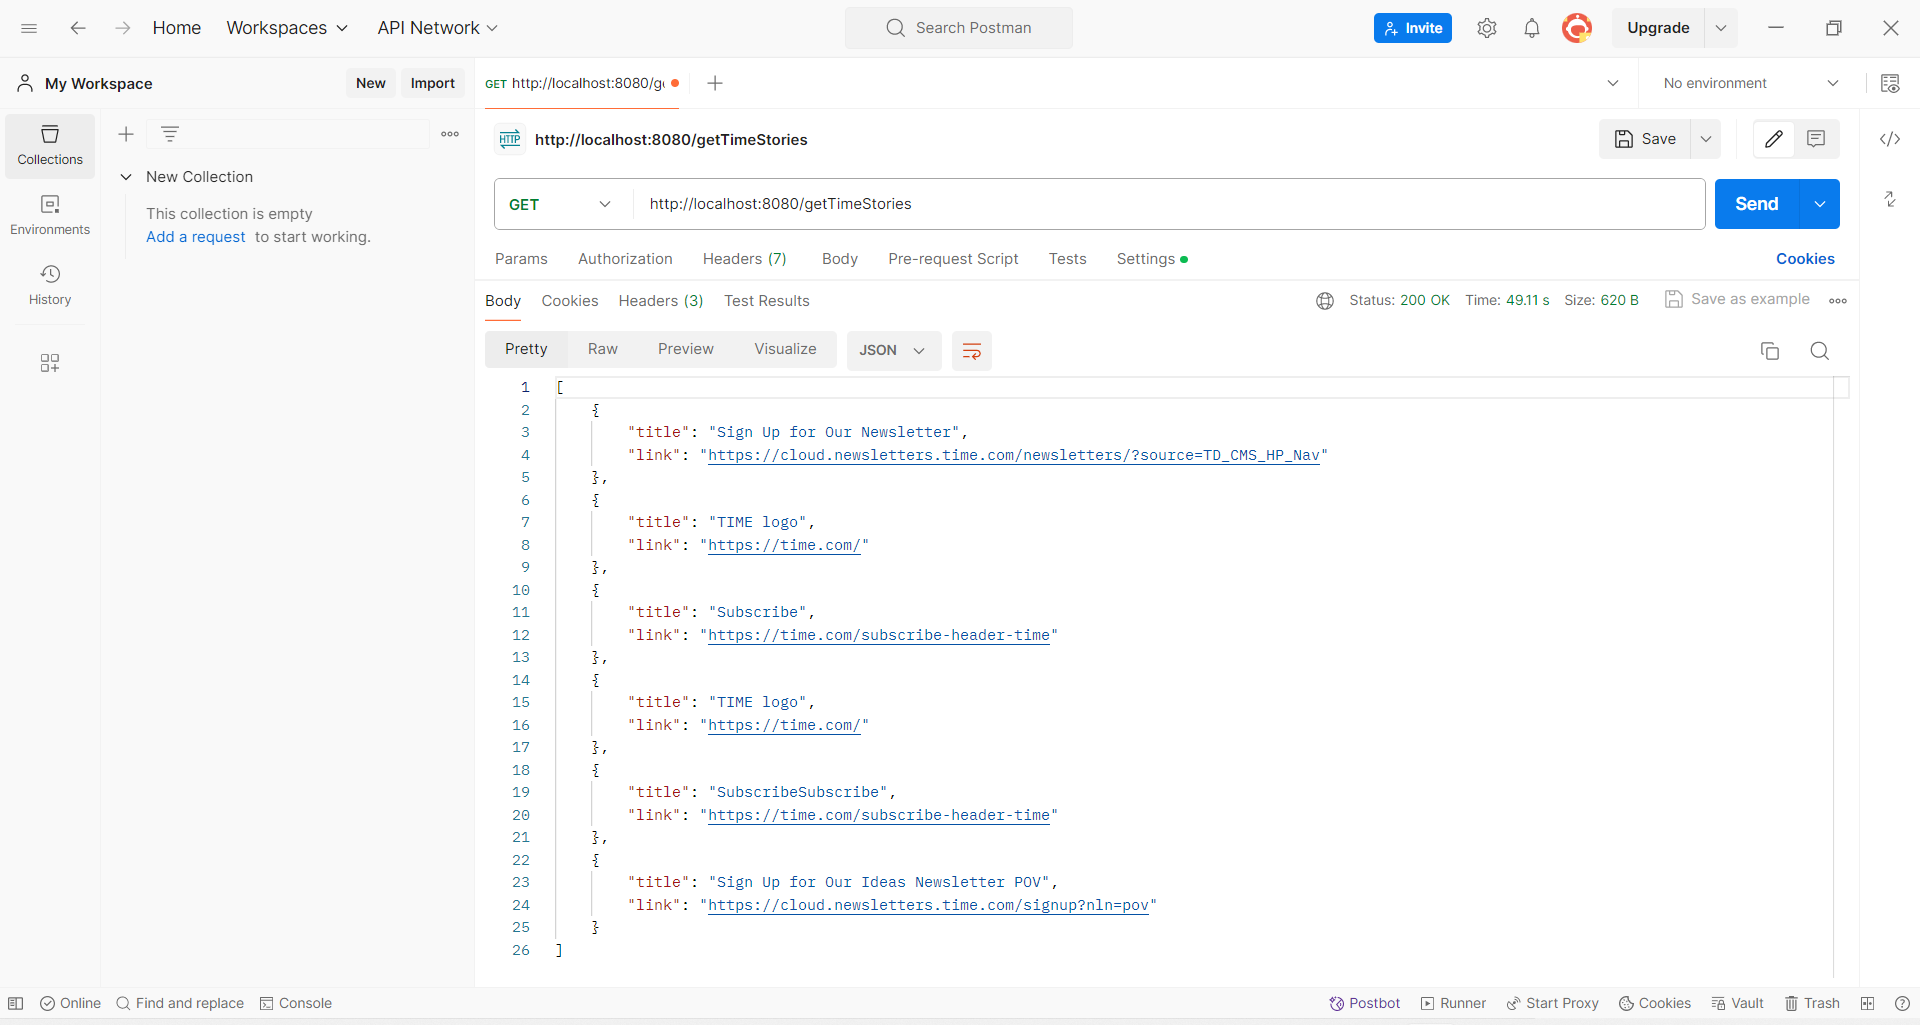 Home Workspaces API Network Search Postman Invite Upgrade
My Workspace New Import GET http://localhost:8080/ge No environment
Collections
Environments
History
New Collection
This collection is empty
Add a request to start working.
HTTP http://localhost:8080/getTimeStories Save
GET http://localhost:8080/getTimeStories Send
Params Authorization Headers (7) Body Pre-request Script Tests Settings Cookies
Body Cookies Headers (3) Test Results Status: 200 OK Time: 49.11 s Size: 620 B Save as example
Pretty Raw Preview Visualize JSON
1 [
2 {
3 "title": "Sign Up for Our Newsletter",
4 "link": "https://cloud.newsletters.time.com/newsletters/?source=TD_CMS_HP_Nav"
5 },
6 {
7 "title": "TIME logo",
8 "link": "https://time.com/"
9 },
10 {
11 "title": "Subscribe",
12 "link": "https://time.com/subscribe-header-time"
13 },
14 {
15 "title": "TIME logo",
16 "link": "https://time.com/"
17 },
18 {
19 "title": "SubscribeSubscribe",
20 "link": "https://time.com/subscribe-header-time"
21 },
22 {
23 "title": "Sign Up for Our Ideas Newsletter POV",
24 "link": "https://cloud.newsletters.time.com/signup?nln=pov"
25 }
26 ]
Online Find and replace Console Postbot Runner Start Proxy Cookies Vault Trash